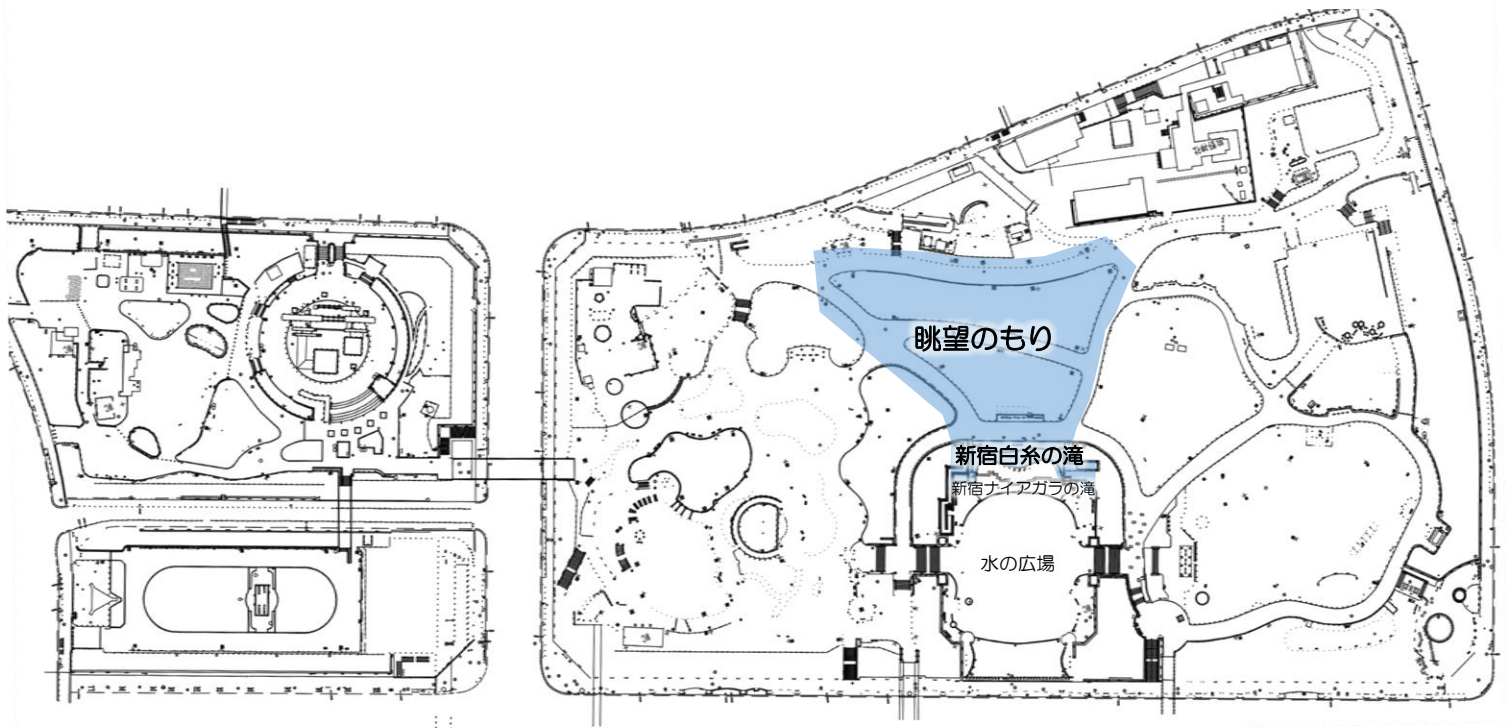 眺望のもり
新宿白糸の滝
新宿ナイアガラの滝
水の広場